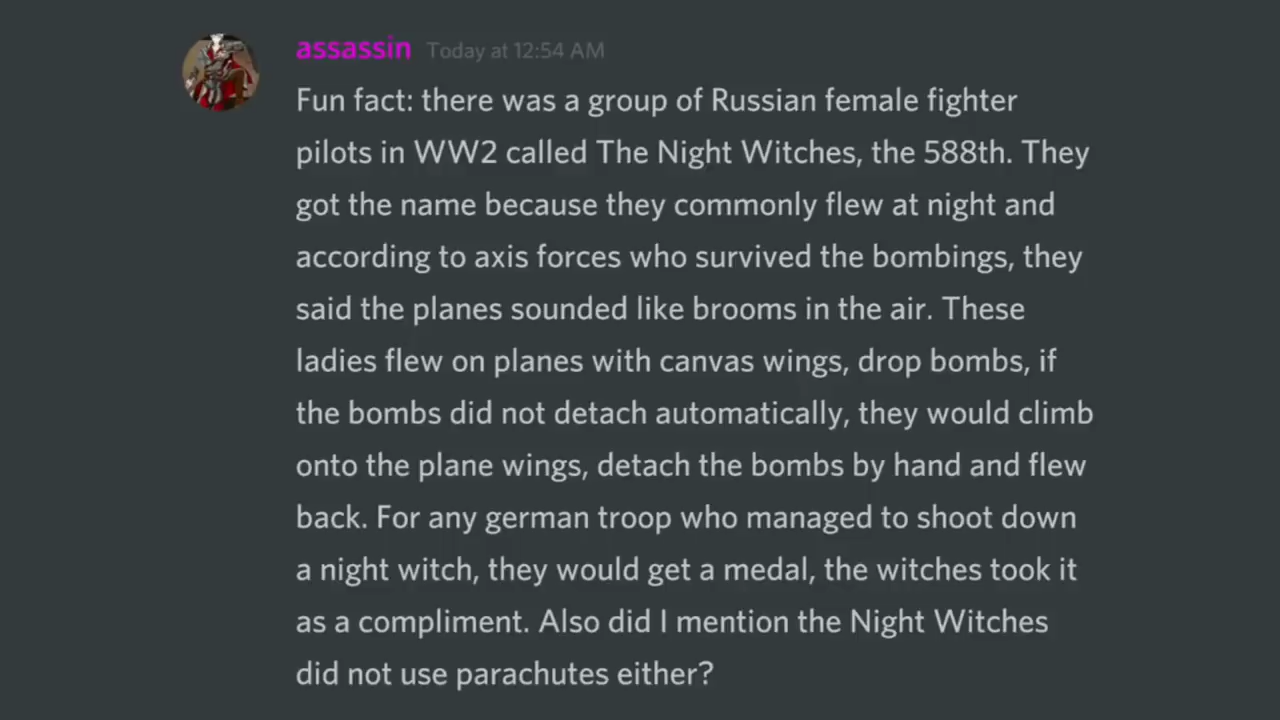 assassin Today at 12:54 AM
Fun fact: there was a group of Russian female fighter
pilots in WW2 called The Night Witches, the 588th. They
got the name because they commonly flew at night and
according to axis forces who survived the bombings, they
said the planes sounded like brooms in the air. These
ladies flew on planes with canvas wings, drop bombs, if
the bombs did not detach automatically, they would climb
onto the plane wings, detach the bombs by hand and flew
back. For any german troop who managed to shoot down
a night witch, they would get a medal, the witches took it
as a compliment. Also did I mention the Night Witches
did not use parachutes either?